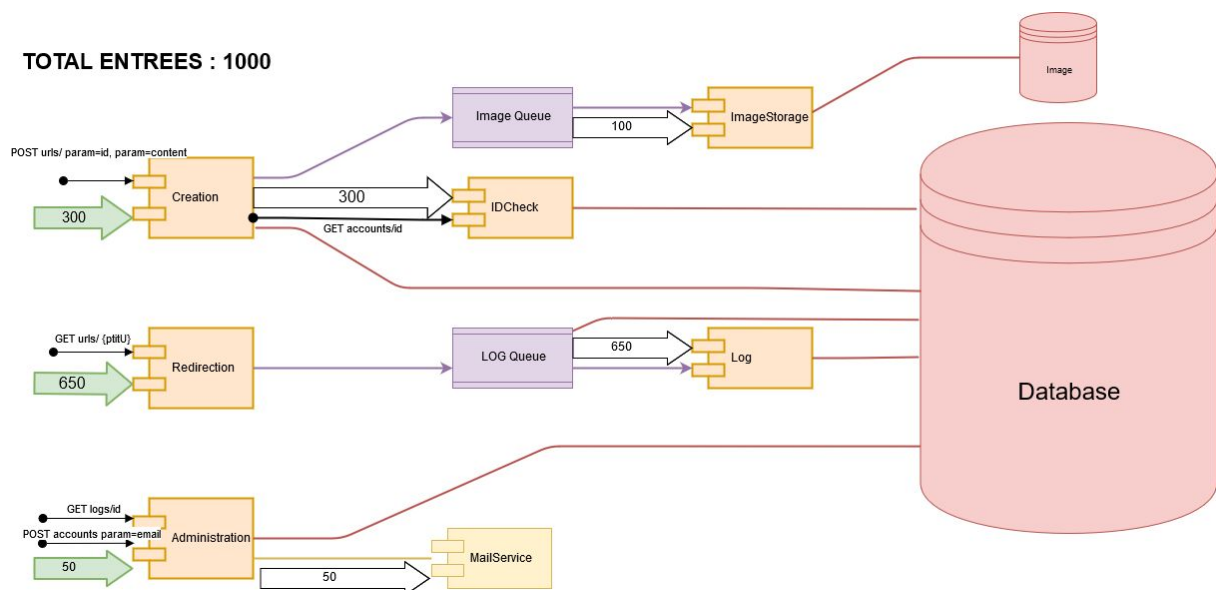 TOTAL ENTREES : 1000
Image
Image Queue
100
ImageStorage
POST urls/ param=id, param=content
300
Creation
300
GET accounts/id
IDCheck
GET urls/ {ptitU}
650
Redirection
LOG Queue
650
Log
Database
GET logs/id
POST accounts param=email
50
Administration
50
MailService